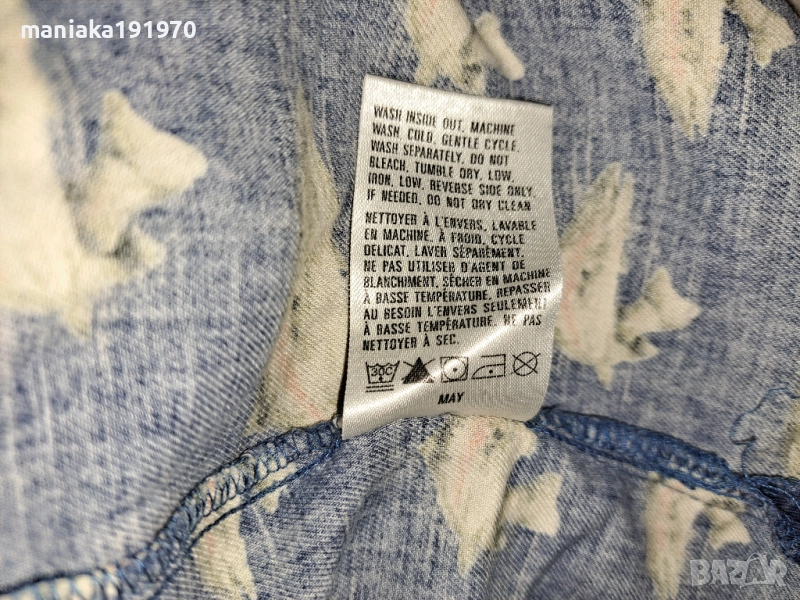 maniaka191970
WASH INSIDE OUT, MACHINE
WASH, COLD, GENTLE CYCLE,
WASH SEPARATELY, DO NOT
BLEACH, TUMBLE DRY, LOW,
IRON, LOW, REVERSE SIDE ONLY,
IF NEEDED, DO NOT DRY CLEAN
NETTOYER À L'ENVERS, LAVABLE
EN MACHINE, À FROID, CYCLE
DELICAT, LAVER SÉPARÉMENT,
NE PAS UTILISER D'AGENT DE
BLANCHIMENT, SÉCHER EN MACHINE
À BASSE TEMPÉRATURE, REPASSER
AU BESOIN L'ENVERS SEULEMENT
À BASSE TEMPÉRATURE, NE PAS
NETTOYER À SEC.
30C
MAY
BAZAR